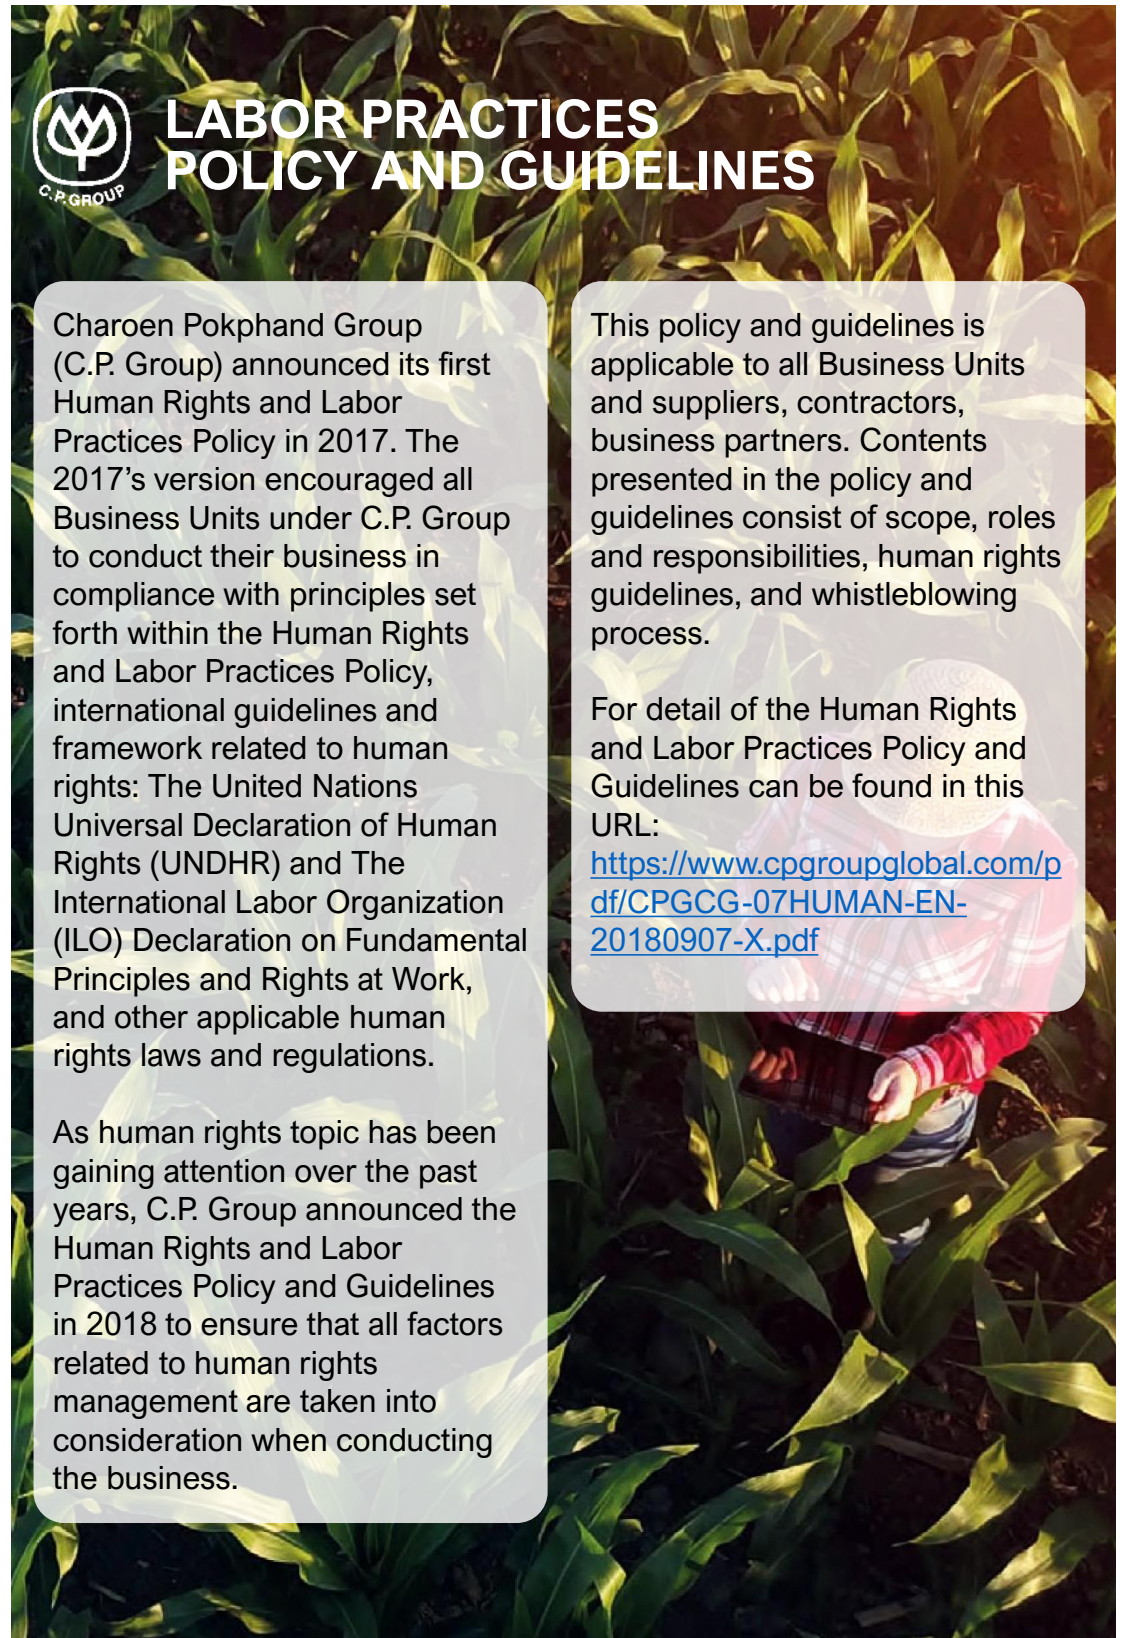 C.P.GROUP
LABOR PRACTICES
POLICY AND GUIDELINES
Charoen Pokphand Group
(C.P. Group) announced its first
Human Rights and Labor
Practices Policy in 2017. The
2017’s version encouraged all
Business Units under C.P. Group
to conduct their business in
compliance with principles set
forth within the Human Rights
and Labor Practices Policy,
international guidelines and
framework related to human
rights: The United Nations
Universal Declaration of Human
Rights (UNDHR) and The
International Labor Organization
(ILO) Declaration on Fundamental
Principles and Rights at Work,
and other applicable human
rights laws and regulations.
As human rights topic has been
gaining attention over the past
years, C.P. Group announced the
Human Rights and Labor
Practices Policy and Guidelines
in 2018 to ensure that all factors
related to human rights
management are taken into
consideration when conducting
the business.
This policy and guidelines is
applicable to all Business Units
and suppliers, contractors,
business partners. Contents
presented in the policy and
guidelines consist of scope, roles
and responsibilities, human rights
guidelines, and whistleblowing
process.
For detail of the Human Rights
and Labor Practices Policy and
Guidelines can be found in this
URL:
https://www.cpgroupglobal.com/p
df/CPGCG-07HUMAN-EN-
20180907-X.pdf